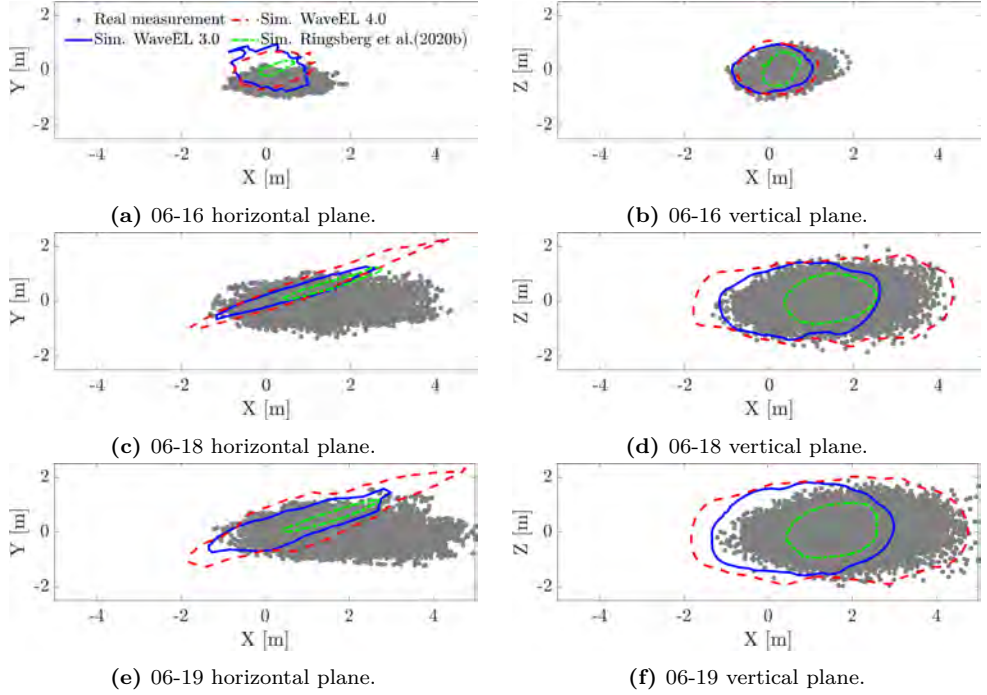 Real measurement Sim. WaveEL 4.0
Sim. WaveEL 3.0 Sim. Ringsberg et al.(2020b)
Y [m]
2
0
-2
-4 -2 0 2 4
X [m]
(a) 06-16 horizontal plane.
Z [m]
2
0
-2
-4 -2 0 2 4
X [m]
(b) 06-16 vertical plane.
Y [m]
2
0
-2
-4 -2 0 2 4
X [m]
(c) 06-18 horizontal plane.
Z [m]
2
0
-2
-4 -2 0 2 4
X [m]
(d) 06-18 vertical plane.
Y [m]
2
0
-2
-4 -2 0 2 4
X [m]
(e) 06-19 horizontal plane.
Z [m]
2
0
-2
-4 -2 0 2 4
X [m]
(f) 06-19 vertical plane.